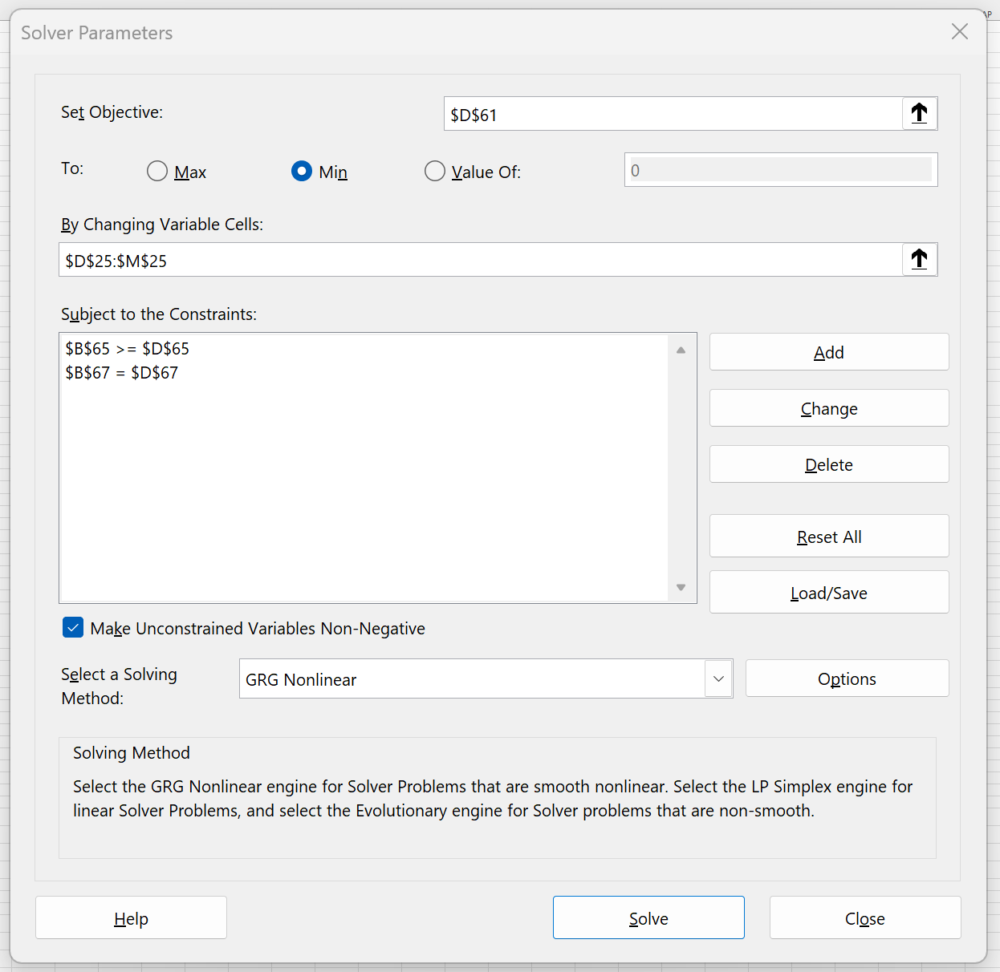 AP
Solver Parameters
Set Objective:
$D$61
To:
Max
Min
Value Of:
0
By Changing Variable Cells:
$D$25:$M$25
Subject to the Constraints:
$B$65 >= $D$65
$B$67 = $D$67
Add
Change
Delete
Reset All
Load/Save
Make Unconstrained Variables Non-Negative
Select a Solving
Method:
GRG Nonlinear
Options
Solving Method
Select the GRG Nonlinear engine for Solver Problems that are smooth nonlinear. Select the LP Simplex engine for
linear Solver Problems, and select the Evolutionary engine for Solver problems that are non-smooth.
Help
Solve
Close